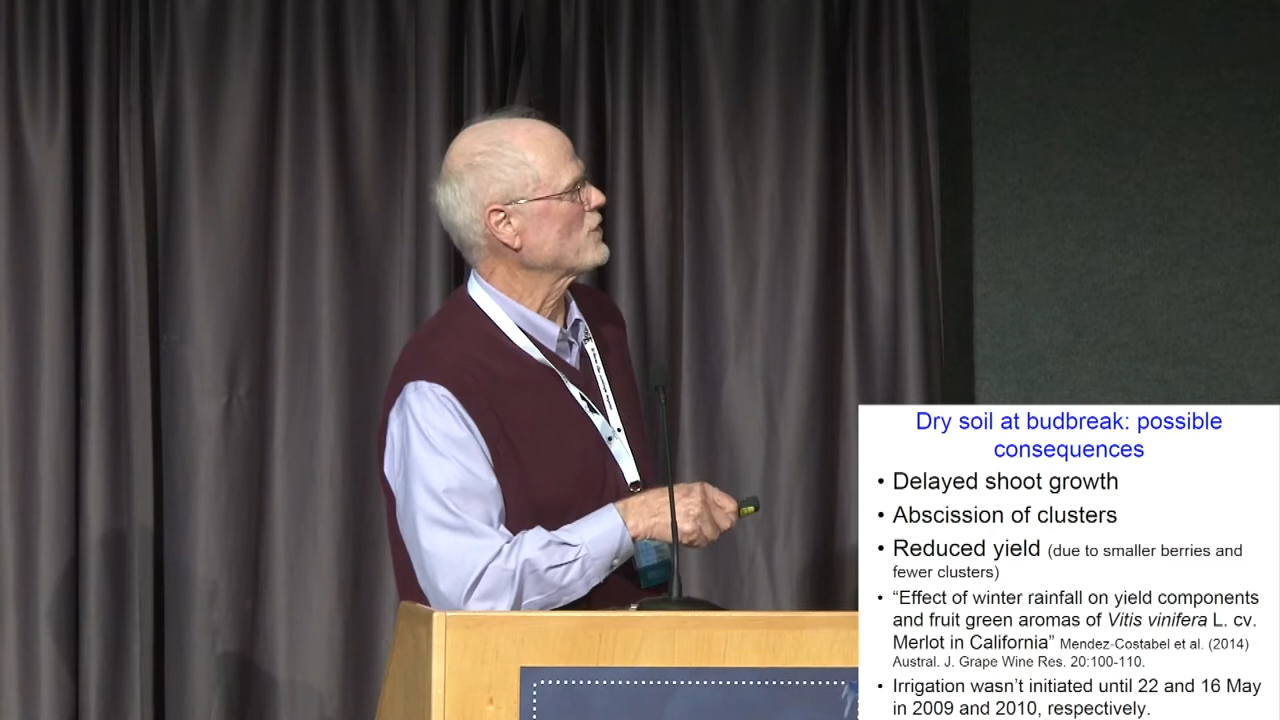 Dry soil at budbreak: possible
consequences
• Delayed shoot growth
• Abscission of clusters
• Reduced yield (due to smaller berries and
fewer clusters)
• “Effect of winter rainfall on yield components
and fruit green aromas of Vitis vinifera L. cv.
Merlot in California” Mendez-Costabel et al. (2014)
Austral. J. Grape Wine Res. 20:100-110.
• Irrigation wasn’t initiated until 22 and 16 May
in 2009 and 2010, respectively.